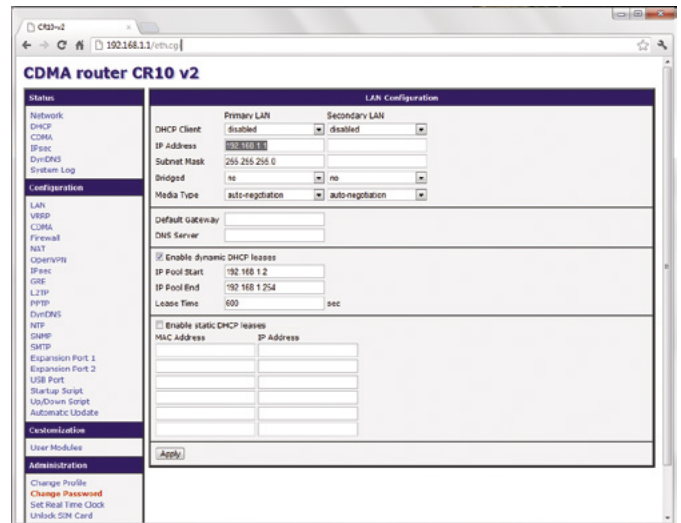 CR10-v2
192.168.1.1/eth.cgi
CDMA router CR10 v2
Status
Network
DHCP
CDMA
IPsec
DynDNS
System Log
Configuration
LAN
VRRP
CDMA
Firewall
NAT
OpenVPN
IPsec
GRE
L2TP
PPTP
DynDNS
NTP
SNMP
SMTP
Expansion Port 1
Expansion Port 2
USB Port
Startup Script
Up/Down Script
Automatic Update
Customization
User Modules
Administration
Change Profile
Change Password
Set Real Time Clock
Unlock SIM Card
LAN Configuration
Primary LAN Secondary LAN
DHCP Client disabled disabled
IP Address 192.168.1.1
Subnet Mask 255.255.255.0
Bridged no no
Media Type auto-negotiation auto-negotiation
Default Gateway
DNS Server
Enable dynamic DHCP leases
IP Pool Start 192.168.1.2
IP Pool End 192.168.1.254
Lease Time 600 sec
Enable static DHCP leases
MAC Address IP Address
Apply